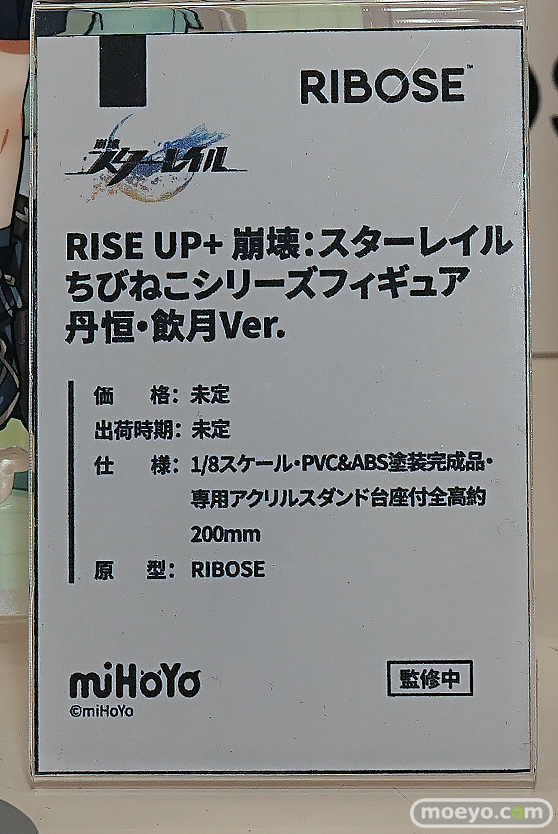 RIBOSE™
崩壊
スターレイル
RISE UP+ 崩壊：スターレイル
ちびねこシリーズフィギュア
丹恒・飲月Ver.
価　格： 未定
出荷時期： 未定
仕　様： 1/8スケール・PVC&ABS塗装完成品・
専用アクリルスダンド台座付全高約
200mm
原　型： RIBOSE
miHoYo
©miHoYo
監修中
moeyo.com